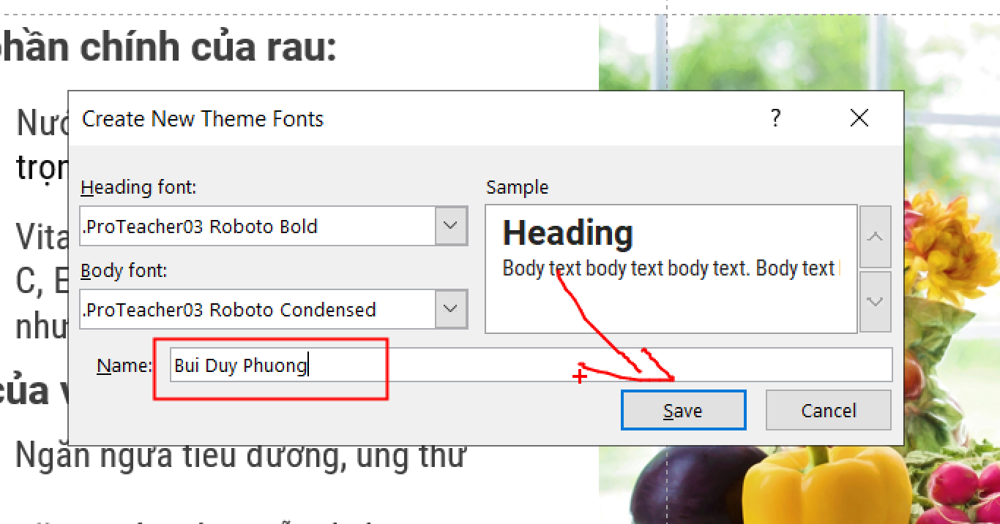 phần chính của rau:
Create New Theme Fonts
?
Nướ
trọn
Heading font:
Sample
.ProTeacher03 Roboto Bold
Heading
Body text body text body text. Body text
Vita
Body font:
C, E
.ProTeacher03 Roboto Condensed
như
Name:
Bui Duy Phuong
của v
Save
Cancel
Ngăn ngừa tiểu đường, ung thư